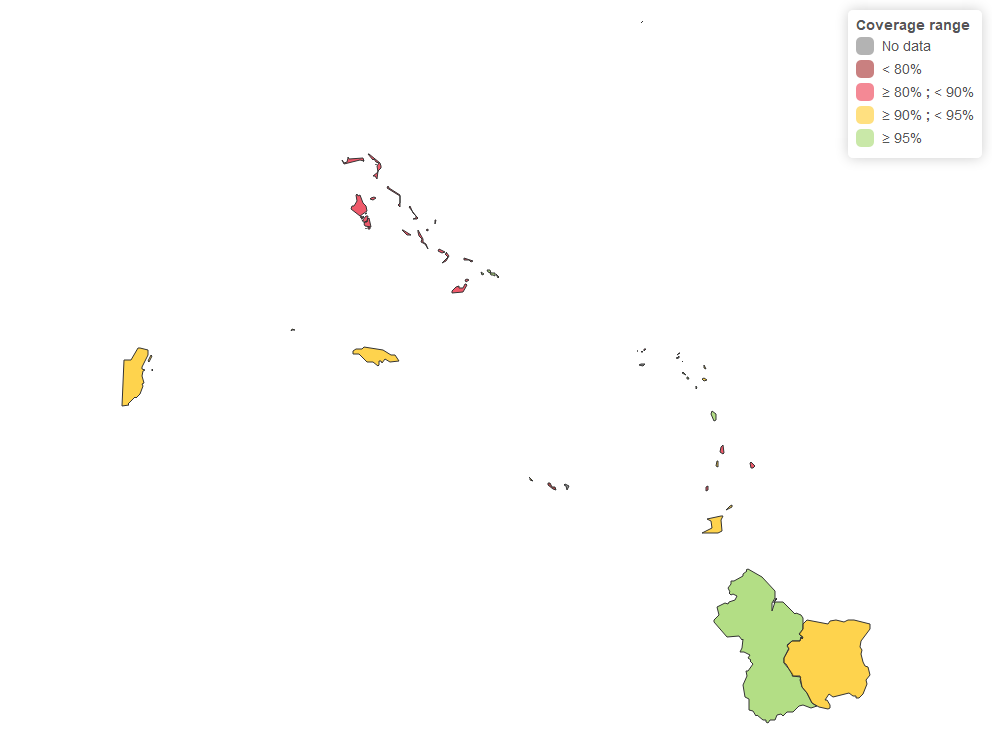 Coverage range
No data
< 80%
≥ 80% ; < 90%
≥ 90% ; < 95%
≥ 95%